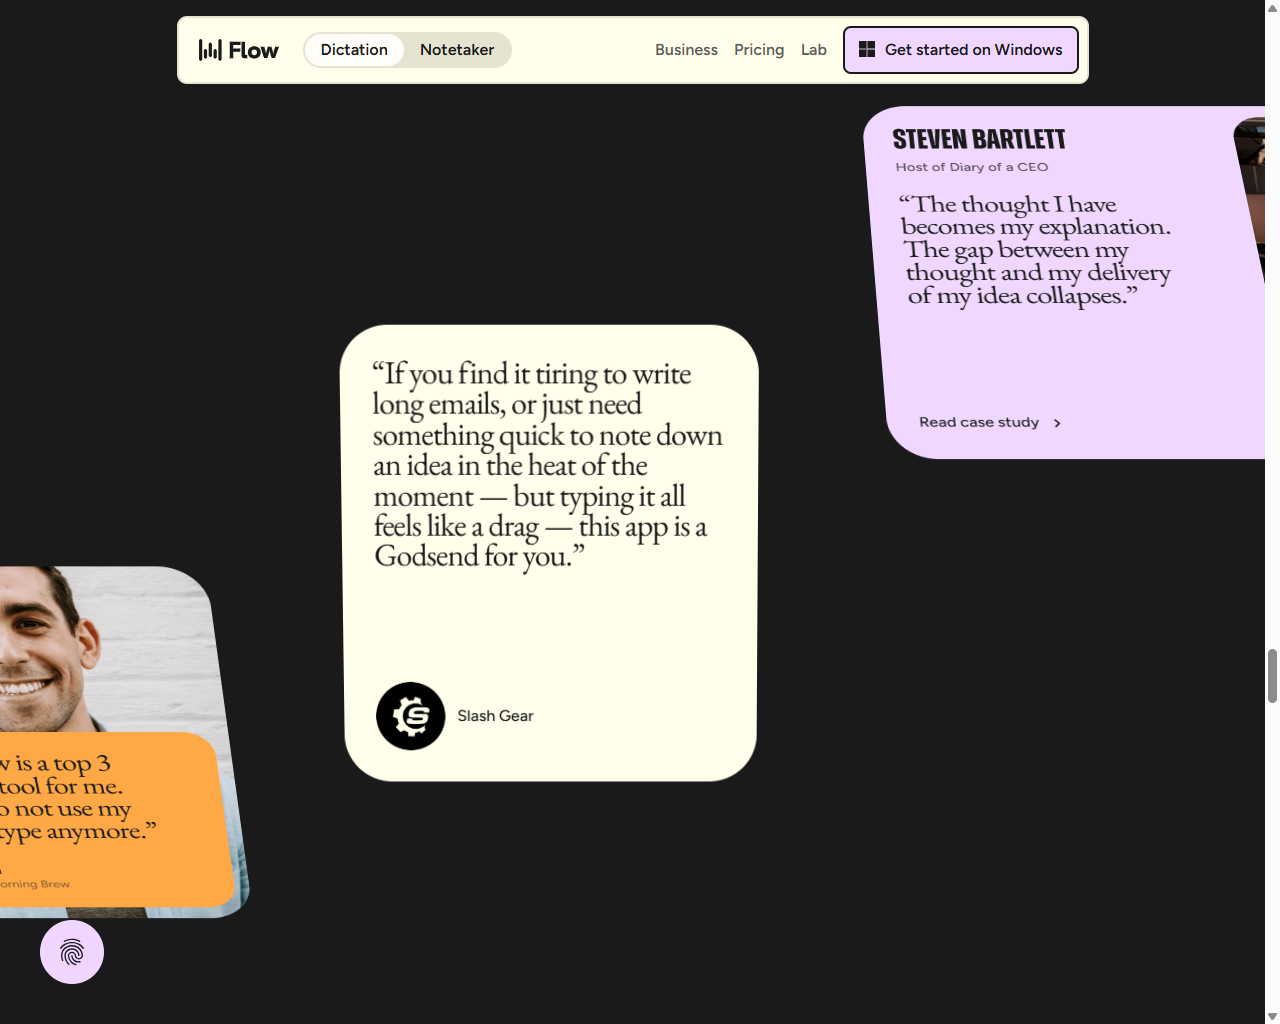 Flow
Dictation
Notetaker
Business
Pricing
Lab
Get started on Windows
STEVEN BARTLETT
Host of Diary of a CEO
“The thought I have
becomes my explanation.
The gap between my
thought and my delivery
of my idea collapses.”
Read case study
“If you find it tiring to write
long emails, or just need
something quick to note down
an idea in the heat of the
moment — but typing it all
feels like a drag — this app is a
Godsend for you.”
Slash Gear
is a top 3
tool for me.
not use my
type anymore.”
Brew